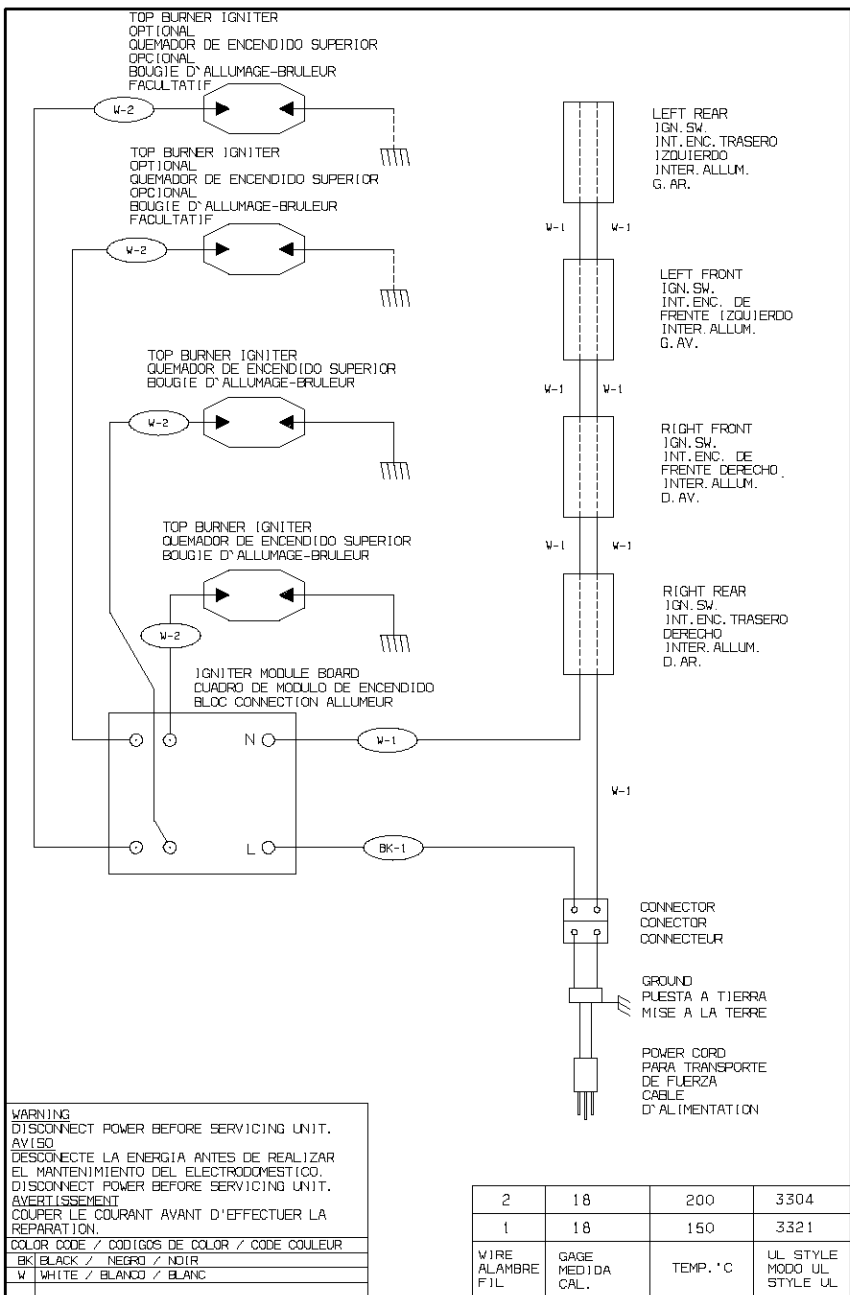 TOP BURNER IGNITER
OPTIONAL
QUEMADOR DE ENCENDIDO SUPERIOR
OPCIONAL
BOUGIE D`ALLUMAGE-BRULEUR
FACULTATIF
W-2
TOP BURNER IGNITER
OPTIONAL
QUEMADOR DE ENCENDIDO SUPERIOR
OPCIONAL
BOUGIE D`ALLUMAGE-BRULEUR
FACULTATIF
W-2
TOP BURNER IGNITER
QUEMADOR DE ENCENDIDO SUPERIOR
BOUGIE D`ALLUMAGE-BRULEUR
W-2
TOP BURNER IGNITER
QUEMADOR DE ENCENDIDO SUPERIOR
BOUGIE D`ALLUMAGE-BRULEUR
W-2
IGNITER MODULE BOARD
CUADRO DE MODULO DE ENCENDIDO
BLOC CONNECTION ALLUMEUR
N
W-1
L
BK-1
LEFT REAR
IGN.SW.
INT.ENC.TRASERO
IZQUIERDO
INTER.ALLUM.
G.AR.
W-1 W-1
LEFT FRONT
IGN.SW.
INT.ENC. DE
FRENTE IZQUIERDO
INTER.ALLUM.
G.AV.
W-1 W-1
RIGHT FRONT
IGN.SW.
INT.ENC. DE
FRENTE DERECHO.
INTER.ALLUM.
D.AV.
W-1 W-1
RIGHT REAR
IGN.SW.
INT.ENC.TRASERO
DERECHO
INTER.ALLUM.
D.AR.
W-1
CONNECTOR
CONECTOR
CONNECTEUR
GROUND
PUESTA A TIERRA
MISE A LA TERRE
POWER CORD
PARA TRANSPORTE
DE FUERZA
CABLE
D`ALIMENTATION
WARNING
DISCONNECT POWER BEFORE SERVICING UNIT.
AVISO
DESCONECTE LA ENERGIA ANTES DE REALIZAR
EL MANTENIMIENTO DEL ELECTRODOMESTICO.
DISCONNECT POWER BEFORE SERVICING UNIT.
AVERTISSEMENT
COUPER LE COURANT AVANT D'EFFECTUER LA
REPARATION.
COLOR CODE / CODIGOS DE COLOR / CODE COULEUR
BK BLACK / NEGRO / NOIR
W WHITE / BLANCO / BLANC
2 18 200 3304
1 18 150 3321
WIRE GAGE TEMP.°C UL STYLE
ALAMBRE MEDIDA MODO UL
FIL CAL. STYLE UL